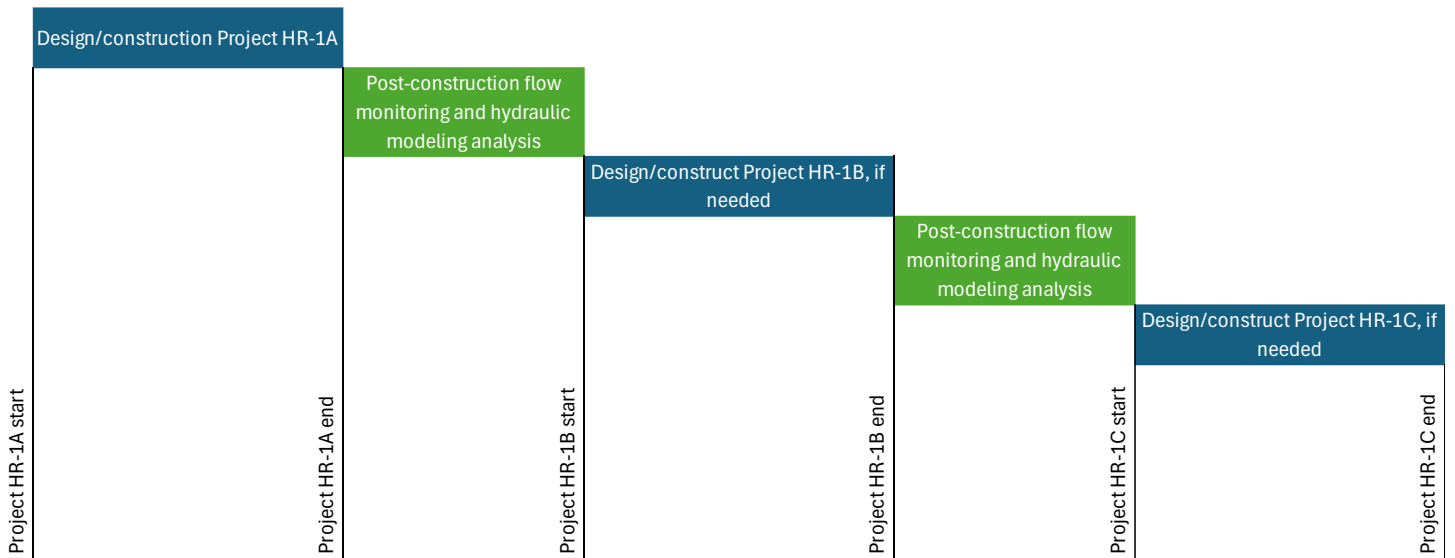 Design/construction Project HR-1A
Post-construction flow
monitoring and hydraulic
modeling analysis
Design/construct Project HR-1B, if
needed
Post-construction flow
monitoring and hydraulic
modeling analysis
Design/construct Project HR-1C, if
needed
Project HR-1A start
Project HR-1A end
Project HR-1B start
Project HR-1B end
Project HR-1C start
Project HR-1C end